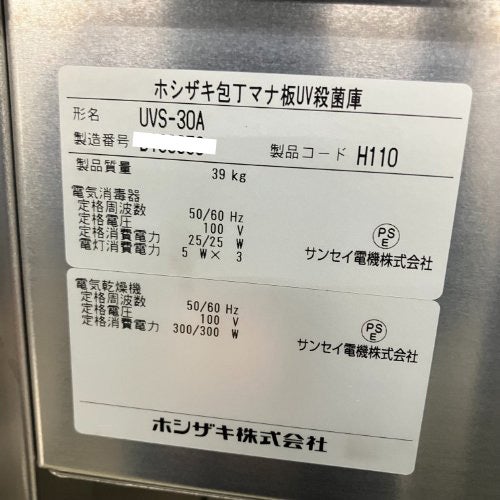 ホシザキ包丁マナ板UV殺菌庫
形名 UVS-30A
製造番号
製品コード H110
製品質量 39 kg
電気消毒器
定格周波数 50/60 Hz
定格電圧 100 V
定格消費電力 25/25 W
電灯消費電力 5 W×3
PS
E
サンセイ電機株式会社
電気乾燥機
定格周波数 50/60 Hz
定格電圧 100 V
定格消費電力 300/300 W
PS
E
サンセイ電機株式会社
ホシザキ株式会社